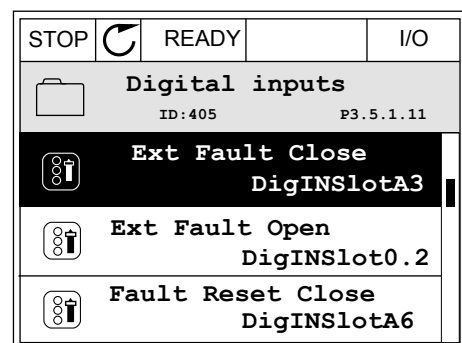 STOP READY I/O
Digital inputs
ID:405 P3.5.1.11
Ext Fault Close
DigINSlotA3
Ext Fault Open
DigINSlot0.2
Fault Reset Close
DigINSlotA6